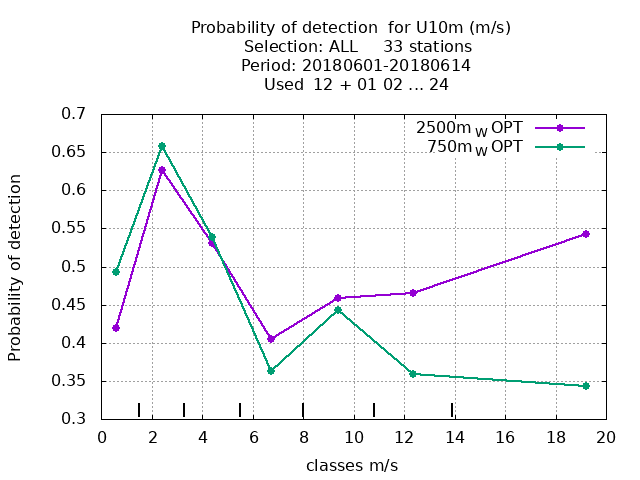 Probability of detection  for U10m (m/s)
Selection: ALL     33 stations
Period: 20180601-20180614
Used  12 + 01 02 ... 24
0.7
2500m W OPT
0.65
750m W OPT
0.6
0.55
0.5
0.45
0.4
0.35
0.3
Probability of detection
0 2 4 6 8 10 12 14 16 18 20
classes m/s